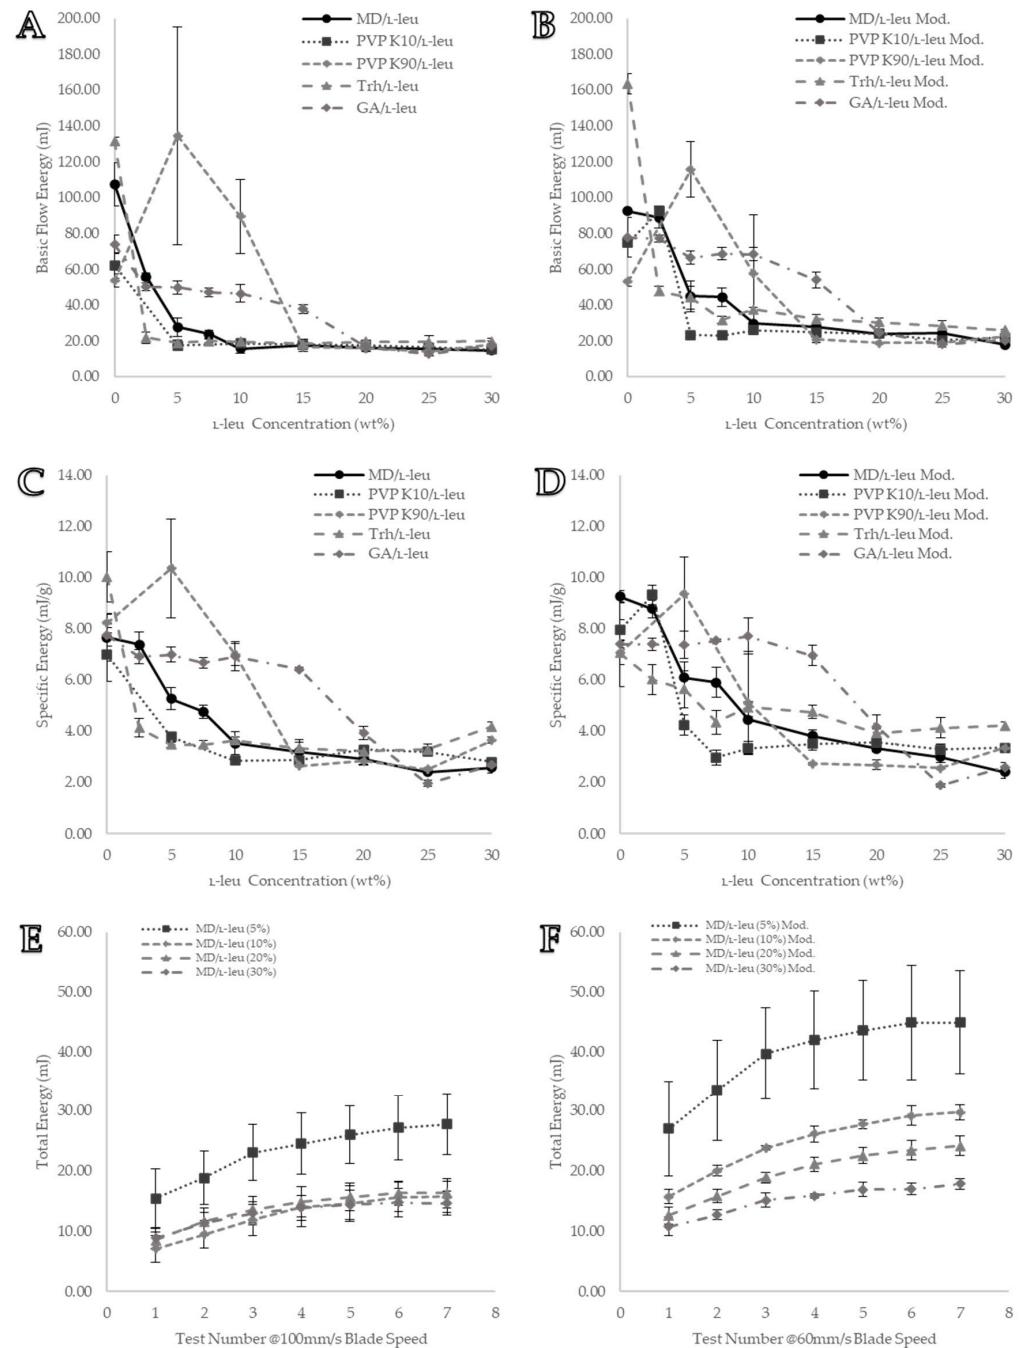 A
200.00
180.00
160.00
140.00
120.00
100.00
80.00
60.00
40.00
20.00
0.00
Basic Flow Energy (mJ)
MD/ʟ-leu
PVP K10/ʟ-leu
PVP K90/ʟ-leu
Trh/ʟ-leu
GA/ʟ-leu
0 5 10 15 20 25 30
ʟ-leu Concentration (wt%)
B
200.00
180.00
160.00
140.00
120.00
100.00
80.00
60.00
40.00
20.00
0.00
Basic Flow Energy (mJ)
MD/ʟ-leu Mod.
PVP K10/ʟ-leu Mod.
PVP K90/ʟ-leu Mod.
Trh/ʟ-leu Mod.
GA/ʟ-leu Mod.
0 5 10 15 20 25 30
ʟ-leu Concentration (wt%)
C
14.00
12.00
10.00
8.00
6.00
4.00
2.00
0.00
Specific Energy (mJ/g)
MD/ʟ-leu
PVP K10/ʟ-leu
PVP K90/ʟ-leu
Trh/ʟ-leu
GA/ʟ-leu
0 5 10 15 20 25 30
ʟ-leu Concentration (wt%)
D
14.00
12.00
10.00
8.00
6.00
4.00
2.00
0.00
Specific Energy (mJ/g)
MD/ʟ-leu Mod.
PVP K10/ʟ-leu Mod.
PVP K90/ʟ-leu Mod.
Trh/ʟ-leu Mod.
GA/ʟ-leu Mod.
0 5 10 15 20 25 30
ʟ-leu Concentration (wt%)
E
60.00
50.00
40.00
30.00
20.00
10.00
0.00
Total Energy (mJ)
MD/ʟ-leu (5%)
MD/ʟ-leu (10%)
MD/ʟ-leu (20%)
MD/ʟ-leu (30%)
0 1 2 3 4 5 6 7 8
Test Number @100mm/s Blade Speed
F
60.00
50.00
40.00
30.00
20.00
10.00
0.00
Total Energy (mJ)
MD/ʟ-leu (5%) Mod.
MD/ʟ-leu (10%) Mod.
MD/ʟ-leu (20%) Mod.
MD/ʟ-leu (30%) Mod.
0 1 2 3 4 5 6 7 8
Test Number @60mm/s Blade Speed